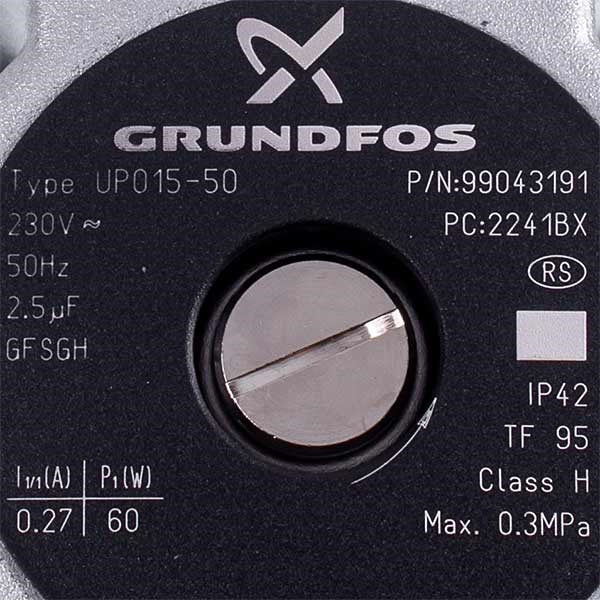 GRUNDFOS
Type UPO15-50 P/N:99043191
230V ≈ PC:2241BX
50Hz RS
2.5µF
GFSGH
IP42
TF 95
I1/1(A) P1(W) Class H
0.27 60 Max. 0.3MPa